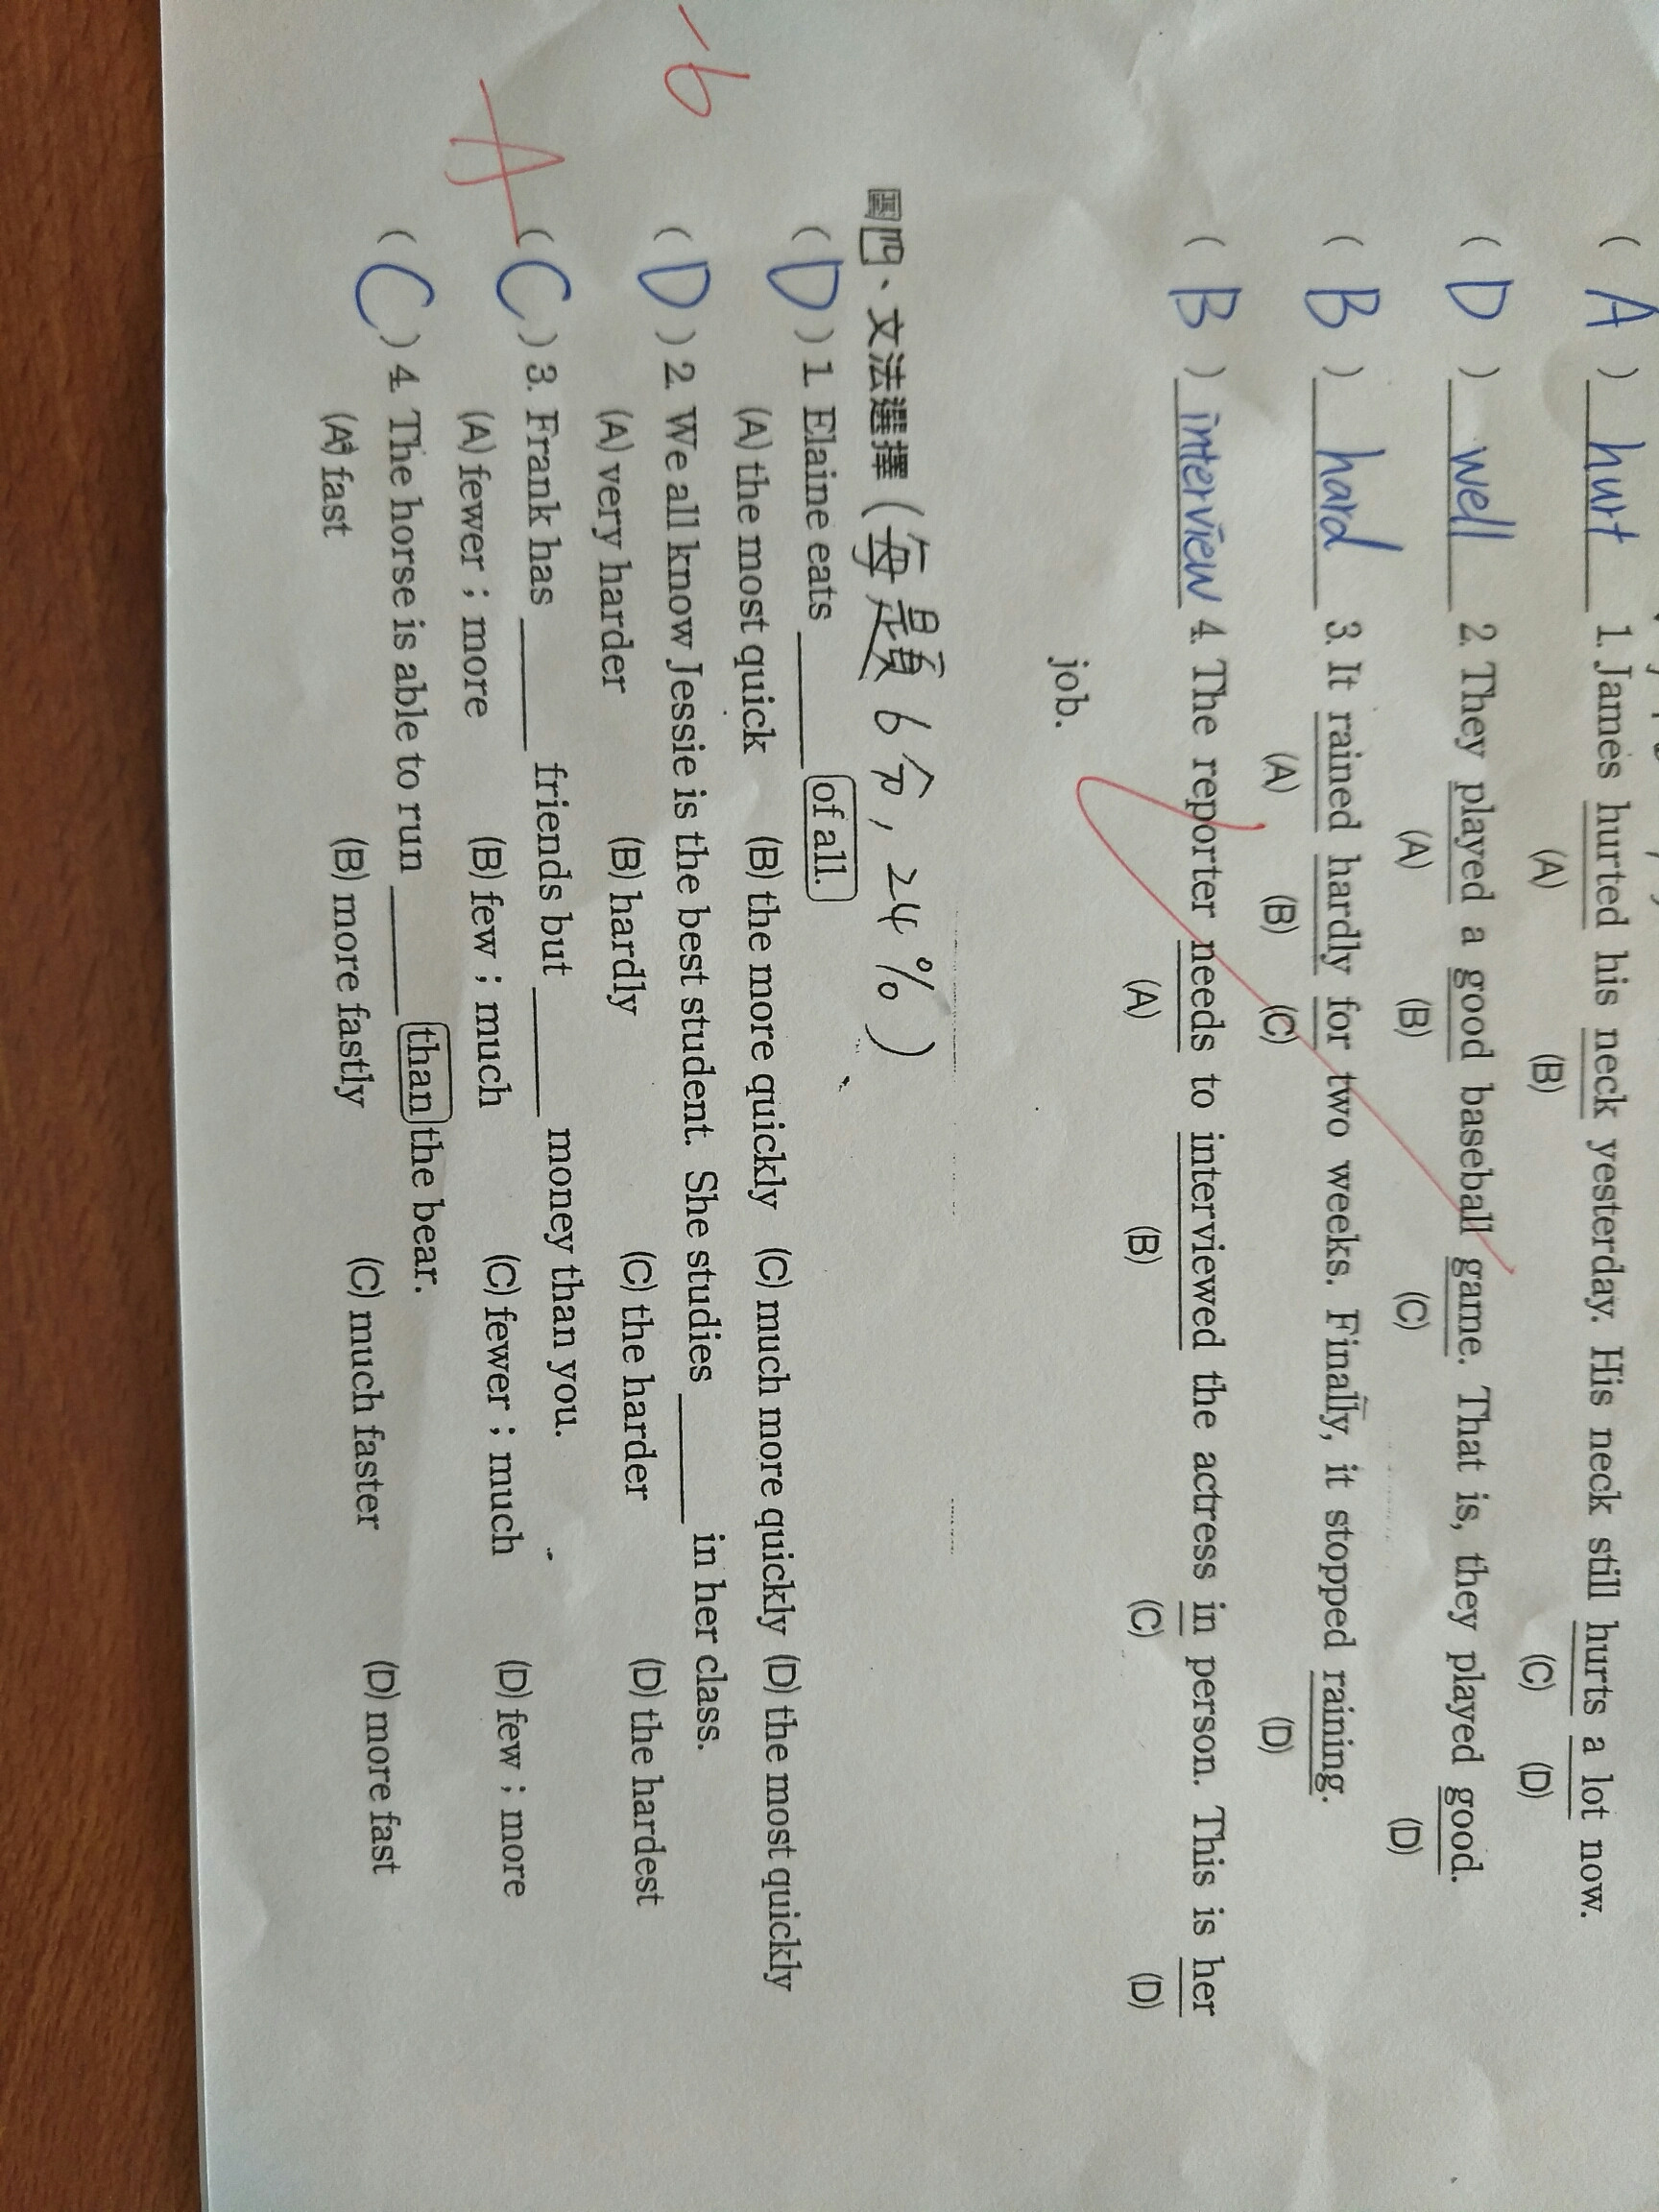 ( A ) hurt 1. James hurted his neck yesterday. His neck still hurts a lot now.
(A) (B) (C) (D)
( D ) well 2. They played a good baseball game. That is, they played good.
(A) (B) (C) (D)
( B ) hard 3. It rained hardly for two weeks. Finally, it stopped raining.
(A) (B) (C) (D)
( B ) interview 4. The reporter needs to interviewed the actress in person. This is her
(A) (B) (C) (D)
job.
四、文法選擇（每題6分，24%）
( D ) 1. Elaine eats ______ of all.
(A) the most quick (B) the more quickly (C) much more quickly (D) the most quickly
-6
( D ) 2. We all know Jessie is the best student. She studies ______ in her class.
(A) very harder (B) hardly (C) the harder (D) the hardest
A
( C ) 3. Frank has ______ friends but ______ money than you.
(A) fewer ; more (B) few ; much (C) fewer ; much (D) few ; more
( C ) 4. The horse is able to run ______ than the bear.
(A) fast (B) more fastly (C) much faster (D) more fast